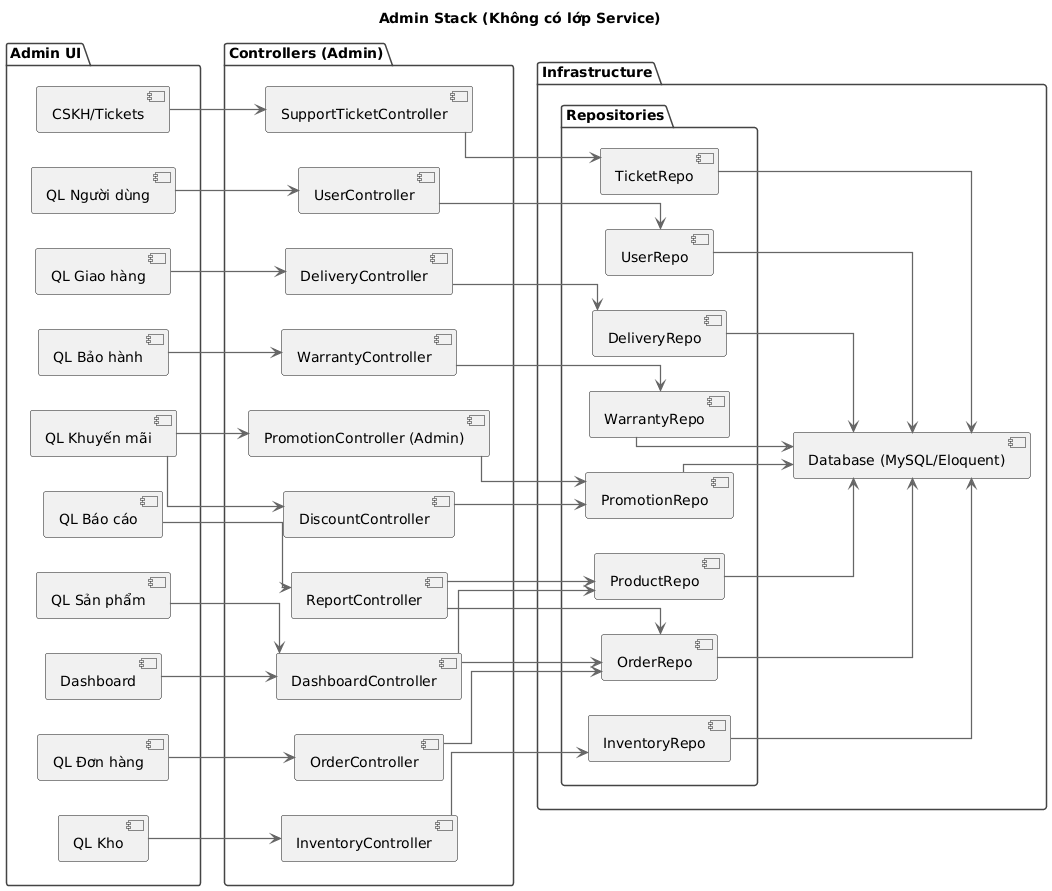 Admin Stack (Không có lớp Service)
Admin UI
CSKH/Tickets
QL Người dùng
QL Giao hàng
QL Bảo hành
QL Khuyến mãi
QL Báo cáo
QL Sản phẩm
Dashboard
QL Đơn hàng
QL Kho
Controllers (Admin)
SupportTicketController
UserController
DeliveryController
WarrantyController
PromotionController (Admin)
DiscountController
ReportController
DashboardController
OrderController
InventoryController
Infrastructure
Repositories
TicketRepo
UserRepo
DeliveryRepo
WarrantyRepo
PromotionRepo
ProductRepo
OrderRepo
InventoryRepo
Database (MySQL/Eloquent)